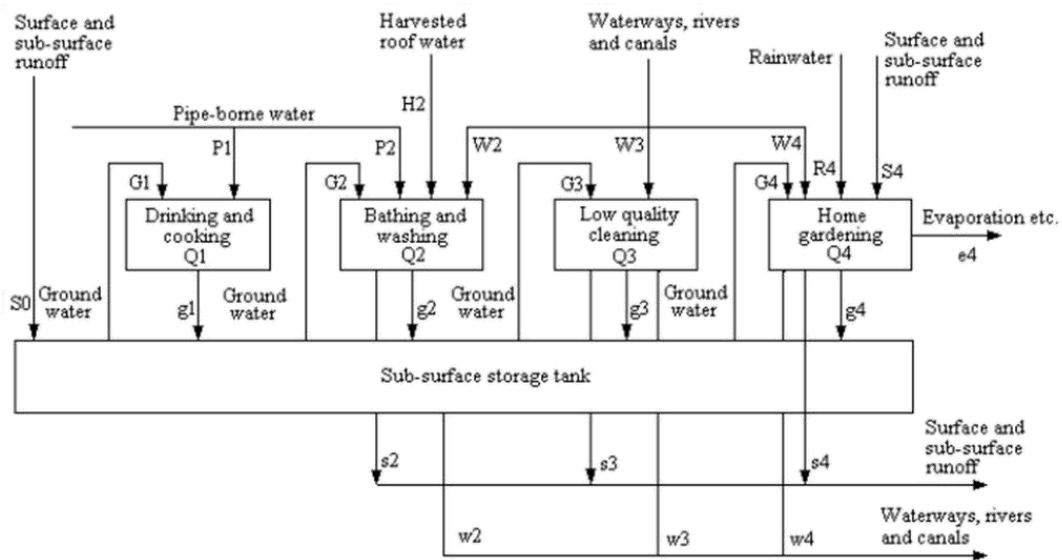 Surface and
sub-surface
runoff
Harvested
roof water
Waterways, rivers
and canals
Rainwater
Surface and
sub-surface
runoff
Pipe-borne water
H2
P1
P2
W2
W3
W4
R4
S4
G1
G2
G3
G4
Drinking and
cooking
Q1
Bathing and
washing
Q2
Low quality
cleaning
Q3
Home
gardening
Q4
Evaporation etc.
e4
S0
Ground
water
g1
Ground
water
g2
Ground
water
g3
Ground
water
g4
Sub-surface storage tank
s2
s3
s4
Surface and
sub-surface
runoff
w2
w3
w4
Waterways, rivers
and canals